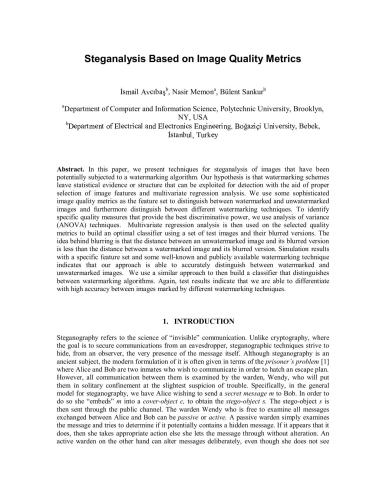 Steganalysis Based on Image Quality Metrics
Ismail Avcıbaşᵇ, Nasir Memonᵃ, Bülent Sankurᵇ
ᵃDepartment of Computer and Information Science, Polytechnic University, Brooklyn,
NY, USA
ᵇDepartment of Electrical and Electronics Engineering, Boğaziçi University, Bebek,
İstanbul, Turkey
Abstract. In this paper, we present techniques for steganalysis of images that have been
potentially subjected to a watermarking algorithm. Our hypothesis is that watermarking schemes
leave statistical evidence or structure that can be exploited for detection with the aid of proper
selection of image features and multivariate regression analysis. We use some sophisticated
image quality metrics as the feature set to distinguish between watermarked and unwatermarked
images and furthermore distinguish between different watermarking techniques. To identify
specific quality measures that provide the best discriminative power, we use analysis of variance
(ANOVA) techniques. Multivariate regression analysis is then used on the selected quality
metrics to build an optimal classifier using a set of test images and their blurred versions. The
idea behind blurring is that the distance between an unwatermarked image and its blurred version
is less than the distance between a watermarked image and its blurred version. Simulation results
with a specific feature set and some well-known and publicly available watermarking technique
indicates that our approach is able to accurately distinguish between watermarked and
unwatermarked images. We use a similar approach to then build a classifier that distinguishes
between watermarking algorithms. Again, test results indicate that we are able to differentiate
with high accuracy between images marked by different watermarking techniques.
1. INTRODUCTION
Steganography refers to the science of “invisible” communication. Unlike cryptography, where
the goal is to secure communications from an eavesdropper, steganographic techniques strive to
hide, from an observer, the very presence of the message itself. Although steganography is an
ancient subject, the modern formulation of it is often given in terms of the prisoner’s problem [1]
where Alice and Bob are two inmates who wish to communicate in order to hatch an escape plan.
However, all communication between them is examined by the warden, Wendy, who will put
them in solitary confinement at the slightest suspicion of trouble. Specifically, in the general
model for steganography, we have Alice wishing to send a secret message m to Bob. In order to
do so she “embeds” m into a cover-object c, to obtain the stego-object s. The stego-object s is
then sent through the public channel. The warden Wendy who is free to examine all messages
exchanged between Alice and Bob can be passive or active. A passive warden simply examines
the message and tries to determine if it potentially contains a hidden message. If it appears that it
does, then she takes appropriate action else she lets the message through without alteration. An
active warden on the other hand can alter messages deliberately, even though she does not see